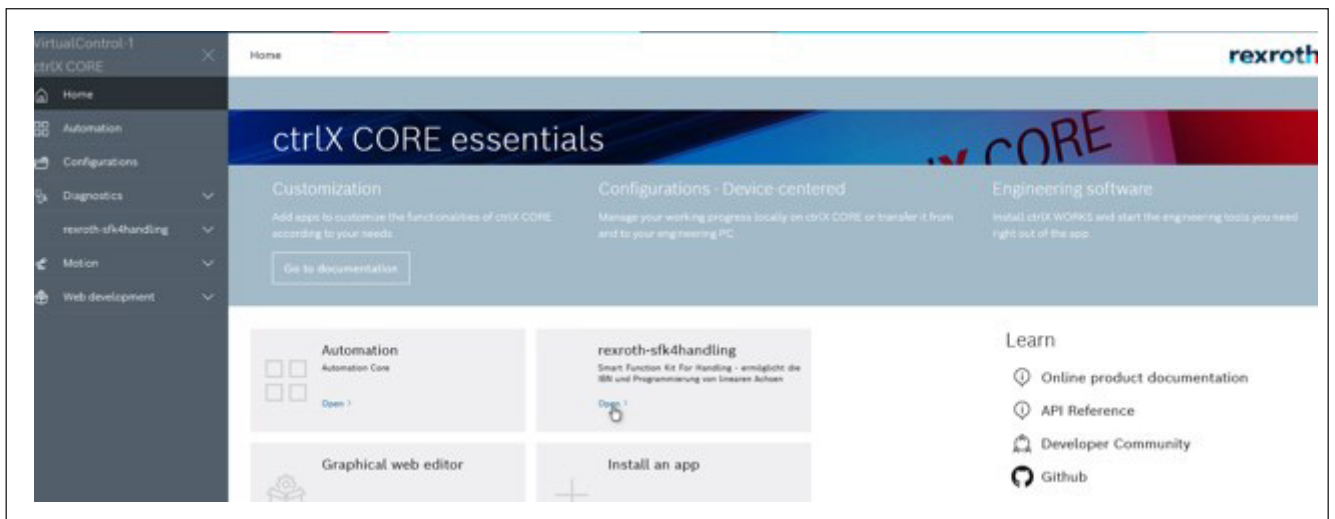 VirtualControl-1
ctrlX CORE
Home
Automation
Configurations
Diagnostics
rexroth-sfk4handling
Motion
Web development
Home
rexroth
ctrlX CORE essentials
X CORE
Customization
Add apps to customize the functionalities of ctrlX CORE
according to your needs.
Go to documentation
Configurations - Device-centered
Manage your working progress locally on ctrlX CORE or transfer it from
and to your engineering PC.
Engineering software
Install ctrlX WORKS and start the engineering tools you need
right out of the app.
Automation
Automation Core
Open >
rexroth-sfk4handling
Smart Function Kit For Handling - ermöglicht die
IBN und Programmierung von linearen Achsen
Open >
Graphical web editor
Install an app
Learn
Online product documentation
API Reference
Developer Community
Github